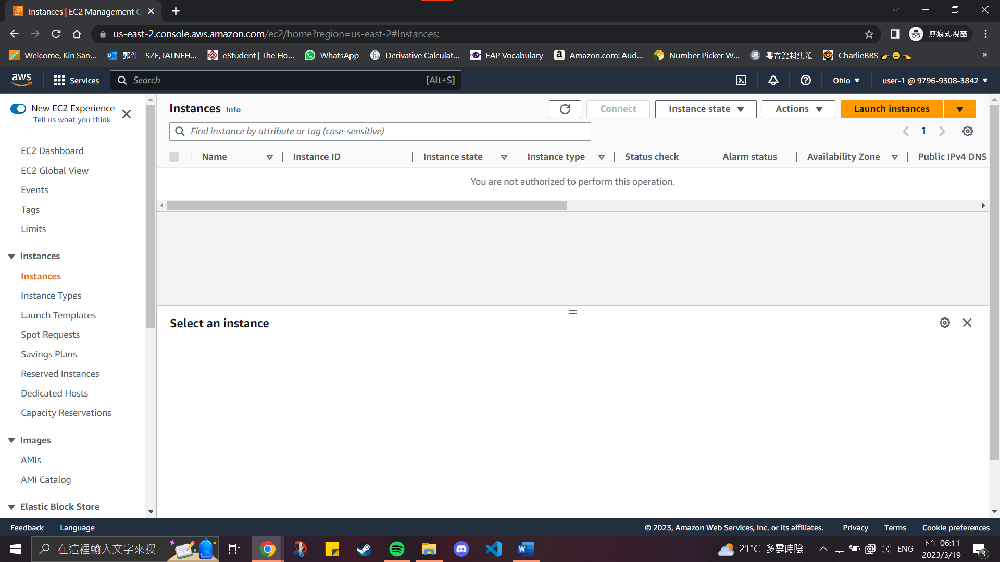 Instances | EC2 Management C
us-east-2.console.aws.amazon.com/ec2/home?region=us-east-2#Instances:
無痕式視窗
Welcome, Kin San...
郵件 - SZE, IATNEH...
eStudent | The Ho...
WhatsApp
Derivative Calculat...
EAP Vocabulary
Amazon.com: Aud...
Number Picker W...
粵音資料集叢
CharlieBBS 👉😑👈
»
aws
Services
Search
[Alt+S]
Ohio
user-1 @ 9796-9308-3842
New EC2 Experience
Tell us what you think
EC2 Dashboard
EC2 Global View
Events
Tags
Limits
Instances
Instances
Instance Types
Launch Templates
Spot Requests
Savings Plans
Reserved Instances
Dedicated Hosts
Capacity Reservations
Images
AMIs
AMI Catalog
Elastic Block Store
Instances Info
Connect
Instance state
Actions
Launch instances
Find instance by attribute or tag (case-sensitive)
1
Name
Instance ID
Instance state
Instance type
Status check
Alarm status
Availability Zone
Public IPv4 DNS
You are not authorized to perform this operation.
Select an instance
Feedback
Language
© 2023, Amazon Web Services, Inc. or its affiliates.
Privacy
Terms
Cookie preferences
在這裡輸入文字來搜
21°C 多雲時陰
ENG
下午 06:11
2023/3/19
3